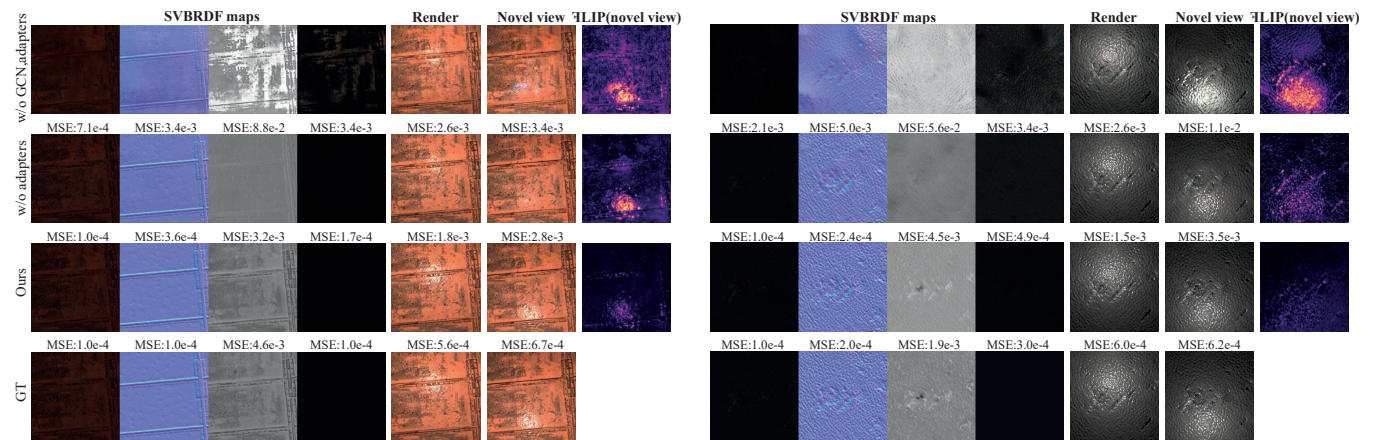 SVBRDF maps Render Novel view ꟻLIP(novel view) SVBRDF maps Render Novel view ꟻLIP(novel view)
w/o GCN,adapters
MSE:7.1e-4 MSE:3.4e-3 MSE:8.8e-2 MSE:3.4e-3 MSE:2.6e-3 MSE:3.4e-3 MSE:2.1e-3 MSE:5.0e-3 MSE:5.6e-2 MSE:3.4e-3 MSE:2.6e-3 MSE:1.1e-2
w/o adapters
MSE:1.0e-4 MSE:3.6e-4 MSE:3.2e-3 MSE:1.7e-4 MSE:1.8e-3 MSE:2.8e-3 MSE:1.0e-4 MSE:2.4e-4 MSE:4.5e-3 MSE:4.9e-4 MSE:1.5e-3 MSE:3.5e-3
Ours
MSE:1.0e-4 MSE:1.0e-4 MSE:4.6e-3 MSE:1.0e-4 MSE:5.6e-4 MSE:6.7e-4 MSE:1.0e-4 MSE:2.0e-4 MSE:1.9e-3 MSE:3.0e-4 MSE:6.0e-4 MSE:6.2e-4
GT